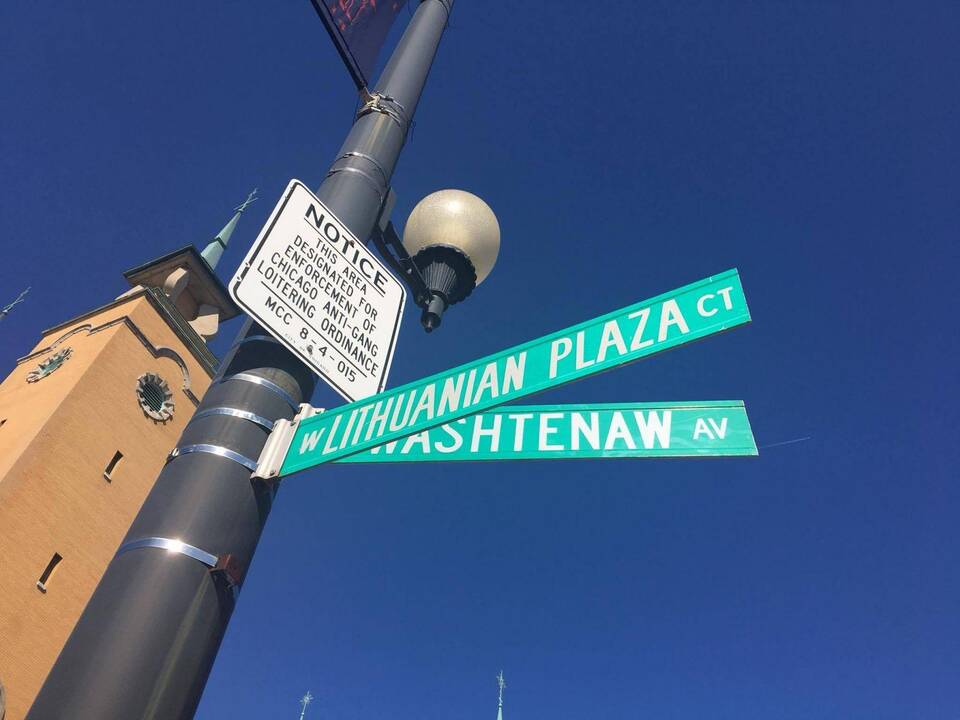 NOTICE
THIS AREA
DESIGNATED FOR
ENFORCEMENT OF
CHICAGO ANTI-GANG
LOITERING ORDINANCE
MCC 8-4-015
W LITHUANIAN PLAZA CT
WASHTENAW AV